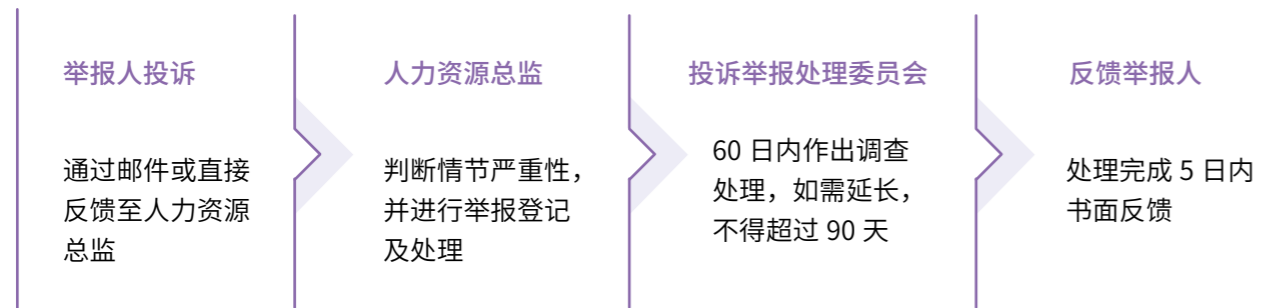 举报人投诉
通过邮件或直接
反馈至人力资源
总监
人力资源总监
判断情节严重性，
并进行举报登记
及处理
投诉举报处理委员会
60 日内作出调查
处理，如需延长，
不得超过 90 天
反馈举报人
处理完成 5 日内
书面反馈